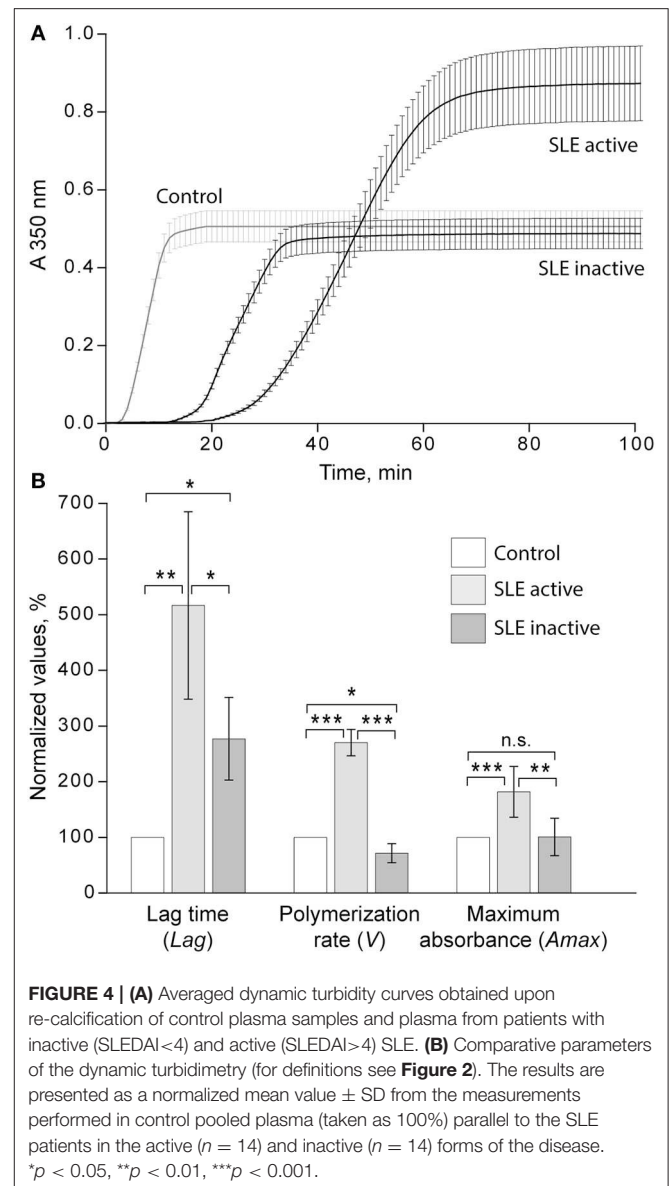 A
1.0
0.8
0.6
0.4
0.2
0.0
A 350 nm
Control
SLE active
SLE inactive
0 20 40 60 80 100
Time, min
B
700
600
500
400
300
200
100
0
Normalized values, %
*
** *
*
*** ***
n.s.
*** **
Control
SLE active
SLE inactive
Lag time
(Lag)
Polymerization
rate (V)
Maximum
absorbance (Amax)
FIGURE 4 | (A) Averaged dynamic turbidity curves obtained upon
re-calcification of control plasma samples and plasma from patients with
inactive (SLEDAI<4) and active (SLEDAI>4) SLE. (B) Comparative parameters
of the dynamic turbidimetry (for definitions see Figure 2). The results are
presented as a normalized mean value ± SD from the measurements
performed in control pooled plasma (taken as 100%) parallel to the SLE
patients in the active (n = 14) and inactive (n = 14) forms of the disease.
*p < 0.05, **p < 0.01, ***p < 0.001.